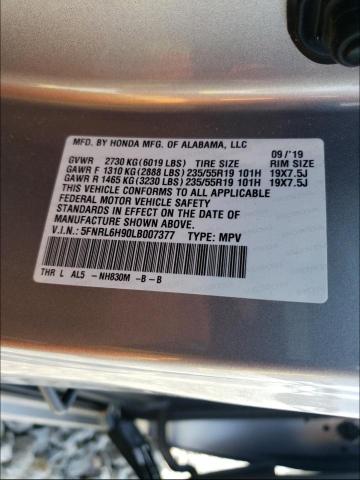 MFD. BY HONDA MFG. OF ALABAMA, LLC 09/'19
GVWR 2730 KG (6019 LBS) TIRE SIZE RIM SIZE
GAWR F 1310 KG (2888 LBS) 235/55R19 101H 19X7.5J
GAWR R 1465 KG (3230 LBS) 235/55R19 101H 19X7.5J
THIS VEHICLE CONFORMS TO ALL APPLICABLE
FEDERAL MOTOR VEHICLE SAFETY
STANDARDS IN EFFECT ON THE DATE OF
MANUFACTURE SHOWN ABOVE.
V.I.N.: 5FNRL6H90LB007377 TYPE: MPV
THR L AL5 -NH830M -B -B